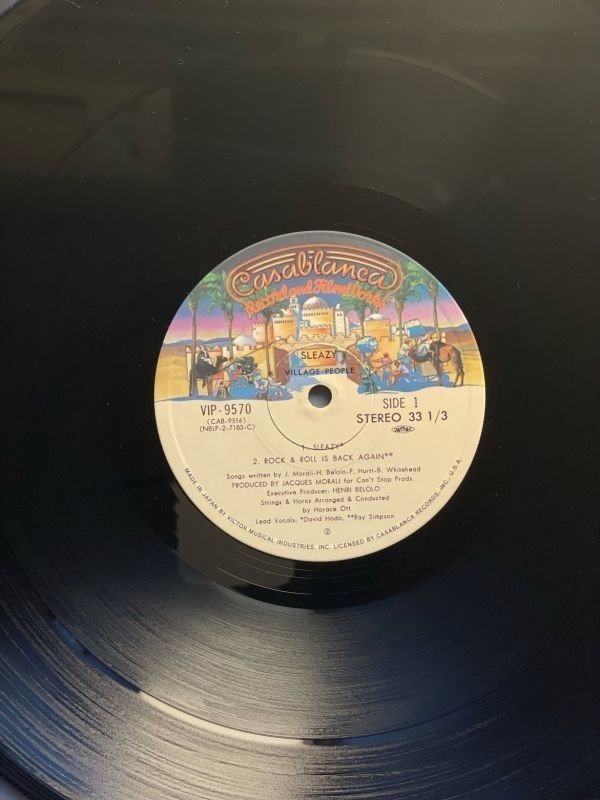 Casablanca
Record and FilmWorks
SLEAZY
VILLAGE PEOPLE
VIP-9570
(CAB-9516)
(NBLP-2-7183-C)
SIDE 1
STEREO 33 1/3
JASRAC
1. SLEAZY*
2. ROCK & ROLL IS BACK AGAIN**
Songs written by J. Morali-H. Belolo-P. Hurtt-B. Whitehead
PRODUCED BY JACQUES MORALI for Can't Stop Prods.
Executive Producer: HENRI BELOLO
Strings & Horns Arranged & Conducted
by Horace Ott
Lead Vocals: *David Hodo, **Ray Simpson
②
MADE IN JAPAN BY VICTOR MUSICAL INDUSTRIES, INC. LICENSED BY CASABLANCA RECORDS, INC., U.S.A.